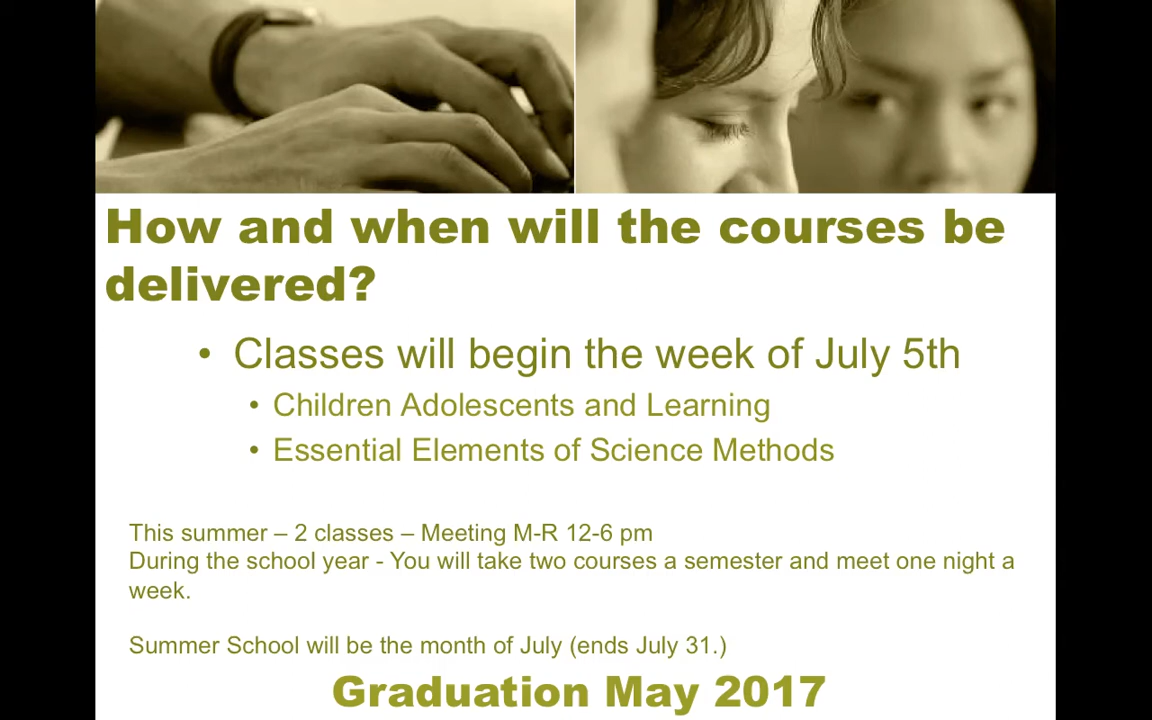 How and when will the courses be
delivered?
• Classes will begin the week of July 5th
• Children Adolescents and Learning
• Essential Elements of Science Methods
This summer – 2 classes – Meeting M-R 12-6 pm
During the school year - You will take two courses a semester and meet one night a
week.
Summer School will be the month of July (ends July 31.)
Graduation May 2017